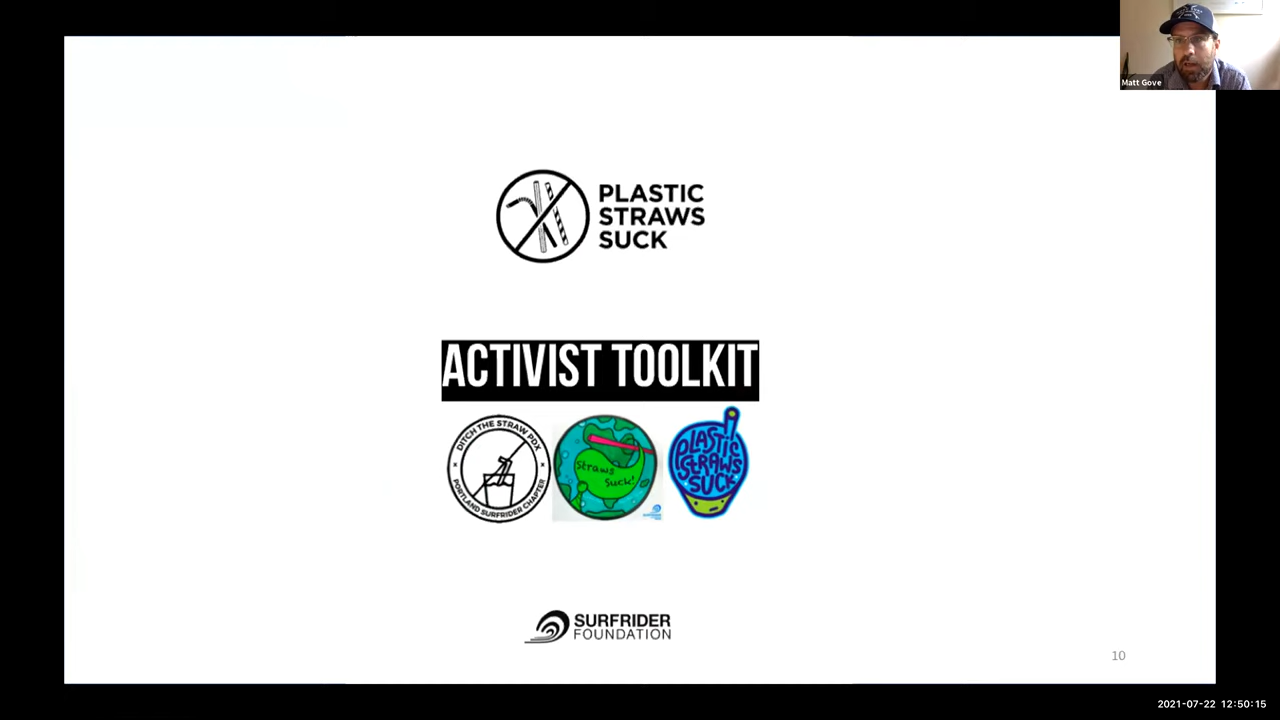 Matt Gove
PLASTIC
STRAWS
SUCK
ACTIVIST TOOLKIT
DITCH THE STRAW PDX
PORTLAND SURFRIDER CHAPTER
Straws
Suck!
PLASTIC
STRAWS
SUCK
SURFRIDER
FOUNDATION
10
2021-07-22 12:50:15